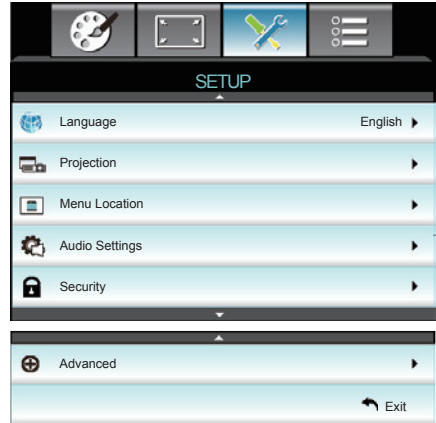 SETUP
Language English
Projection
Menu Location
Audio Settings
Security
Advanced
Exit